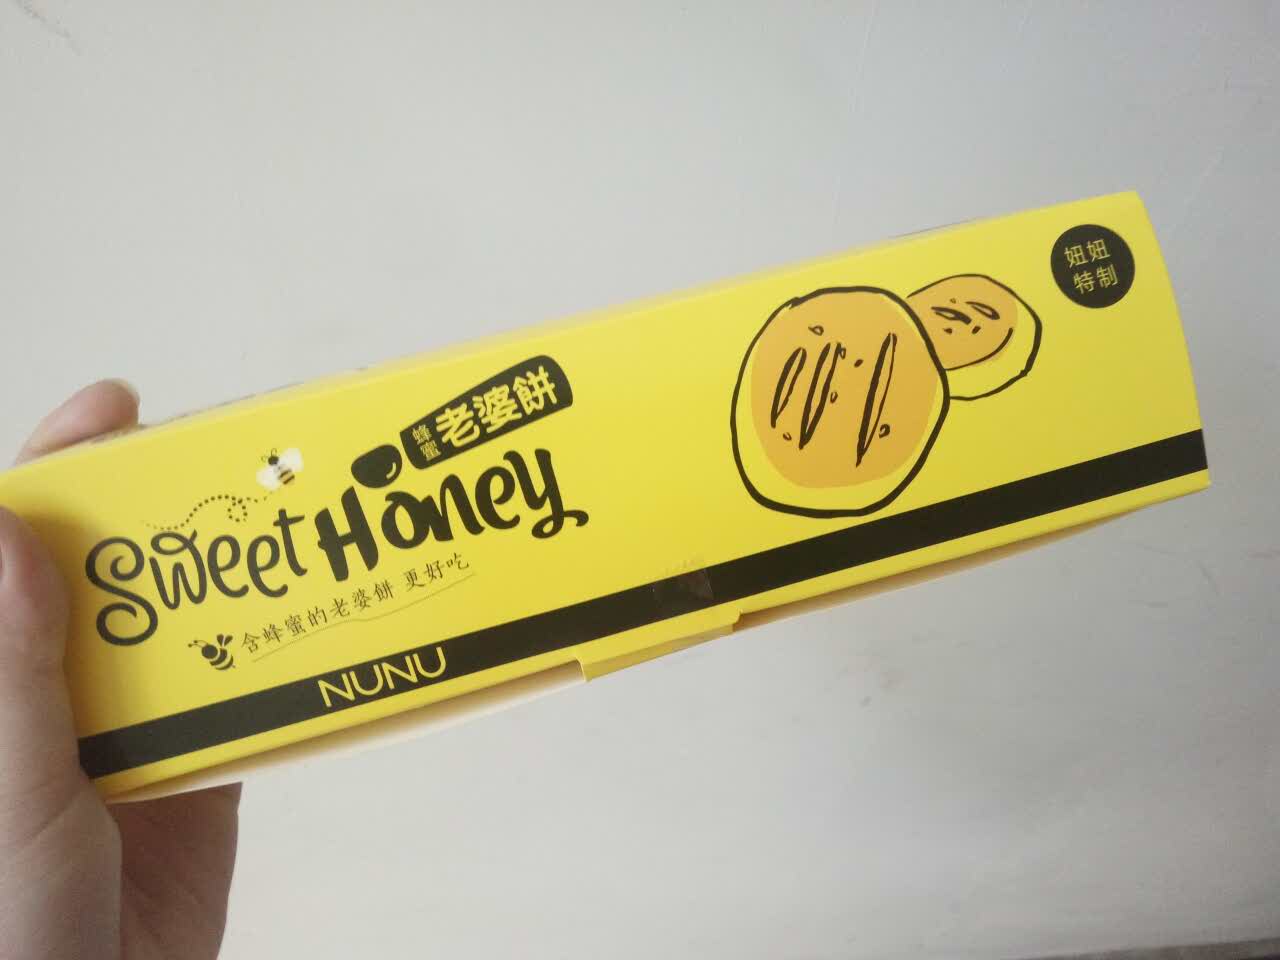 蜂蜜 老婆餅
Sweet Honey
含蜂蜜的老婆餅 更好吃
NUNU
妞妞
特制